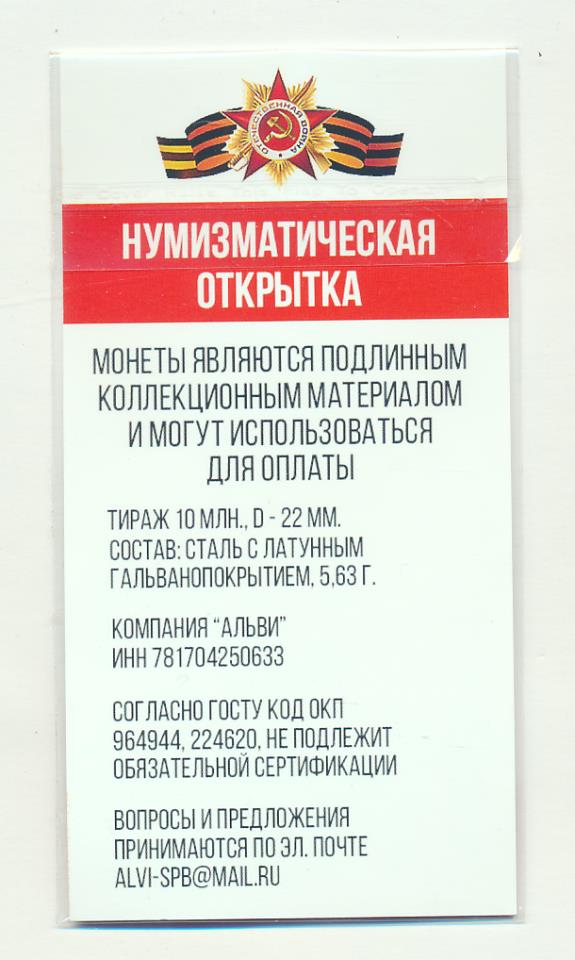 ОТЕЧЕСТВЕННАЯ ВОЙНА
НУМИЗМАТИЧЕСКАЯ
ОТКРЫТКА
МОНЕТЫ ЯВЛЯЮТСЯ ПОДЛИННЫМ
КОЛЛЕКЦИОННЫМ МАТЕРИАЛОМ
И МОГУТ ИСПОЛЬЗОВАТЬСЯ
ДЛЯ ОПЛАТЫ
ТИРАЖ 10 МЛН., D - 22 ММ.
СОСТАВ: СТАЛЬ С ЛАТУННЫМ
ГАЛЬВАНОПОКРЫТИЕМ, 5,63 Г.
КОМПАНИЯ “АЛЬВИ”
ИНН 781704250633
СОГЛАСНО ГОСТУ КОД ОКП
964944, 224620, НЕ ПОДЛЕЖИТ
ОБЯЗАТЕЛЬНОЙ СЕРТИФИКАЦИИ
ВОПРОСЫ И ПРЕДЛОЖЕНИЯ
ПРИНИМАЮТСЯ ПО ЭЛ. ПОЧТЕ
ALVI-SPB@MAIL.RU